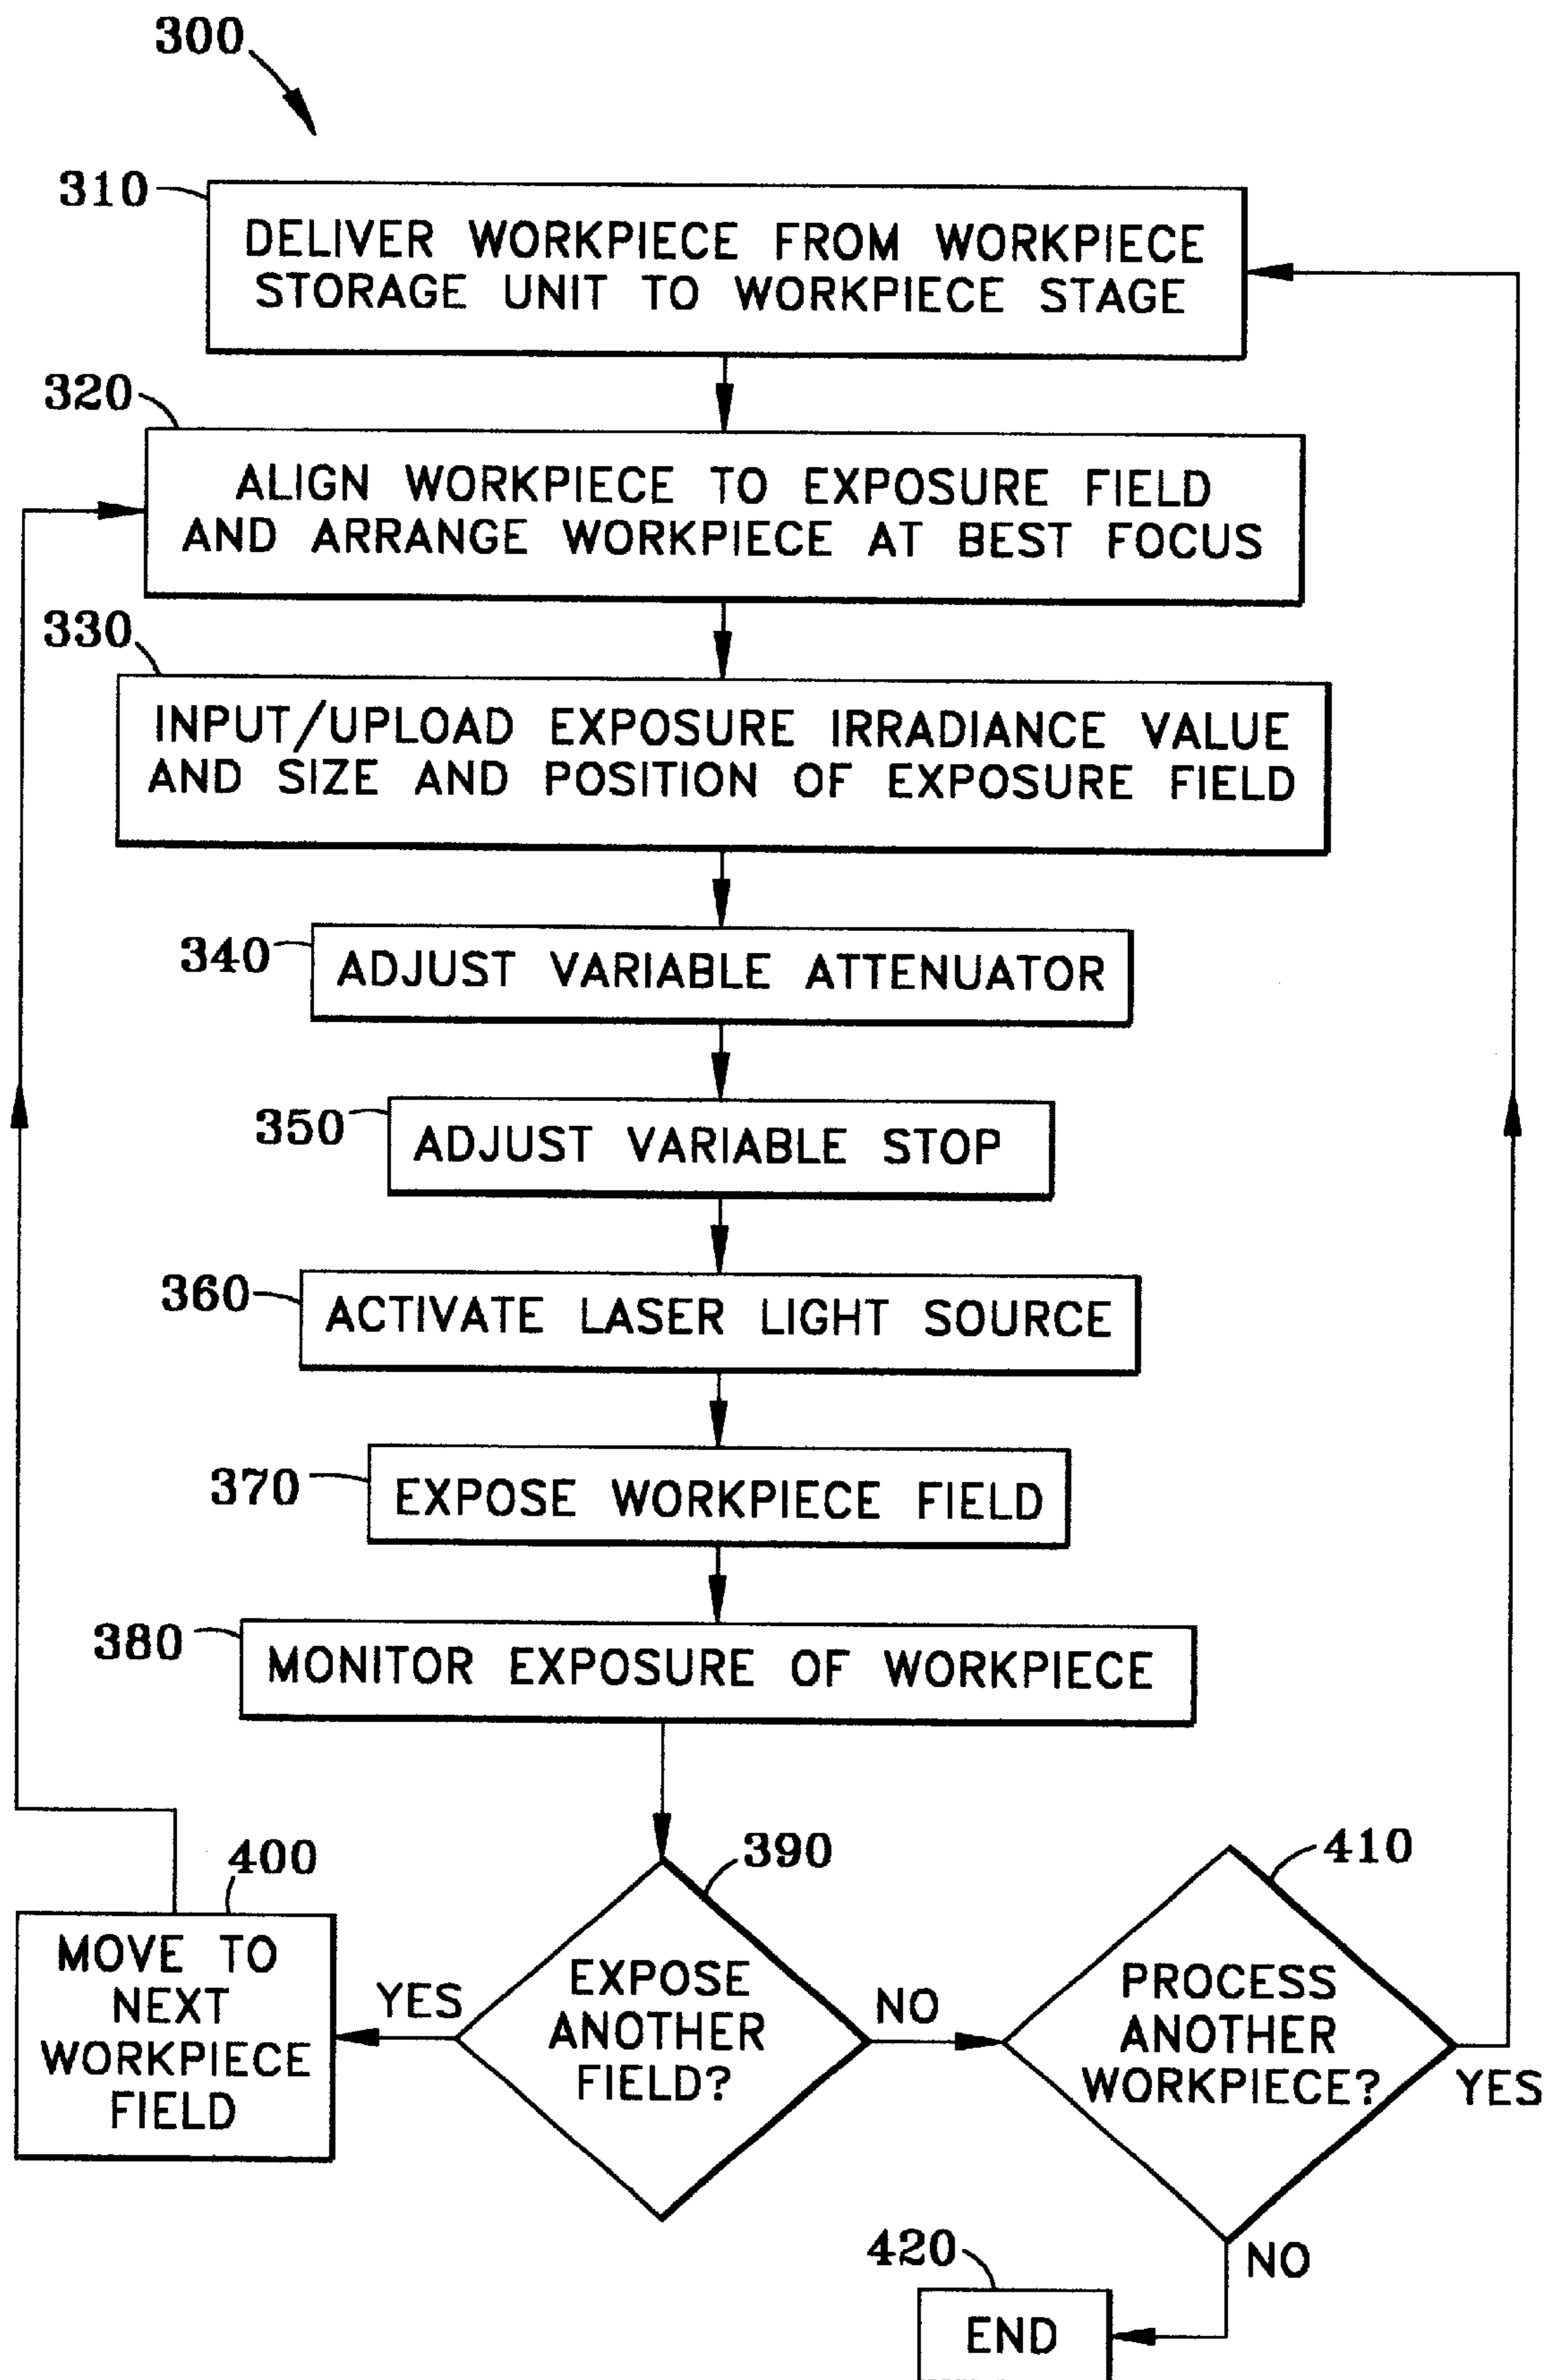 300
310
DELIVER WORKPIECE FROM WORKPIECE
STORAGE UNIT TO WORKPIECE STAGE
320
ALIGN WORKPIECE TO EXPOSURE FIELD
AND ARRANGE WORKPIECE AT BEST FOCUS
330
INPUT/UPLOAD EXPOSURE IRRADIANCE VALUE
AND SIZE AND POSITION OF EXPOSURE FIELD
340
ADJUST VARIABLE ATTENUATOR
350
ADJUST VARIABLE STOP
360
ACTIVATE LASER LIGHT SOURCE
370
EXPOSE WORKPIECE FIELD
380
MONITOR EXPOSURE OF WORKPIECE
390
EXPOSE
ANOTHER
FIELD?
YES
400
MOVE TO
NEXT
WORKPIECE
FIELD
NO
410
PROCESS
ANOTHER
WORKPIECE?
YES
NO
420
END